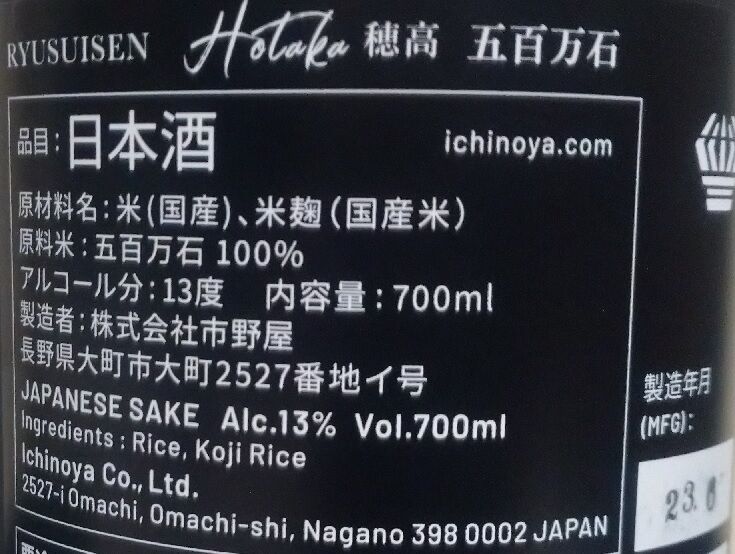 RYUSUISEN Hotaka 穂高 五百万石
品目:日本酒 ichinoya.com
原材料名:米(国産)、米麹(国産米)
原料米:五百万石 100%
アルコール分:13度 内容量:700ml
製造者:株式会社市野屋
長野県大町市大町2527番地イ号
JAPANESE SAKE Alc.13% Vol.700ml
Ingredients : Rice, Koji Rice
Ichinoya Co., Ltd.
2527-i Omachi, Omachi-shi, Nagano 398 0002 JAPAN
製造年月
(MFG):
23.6